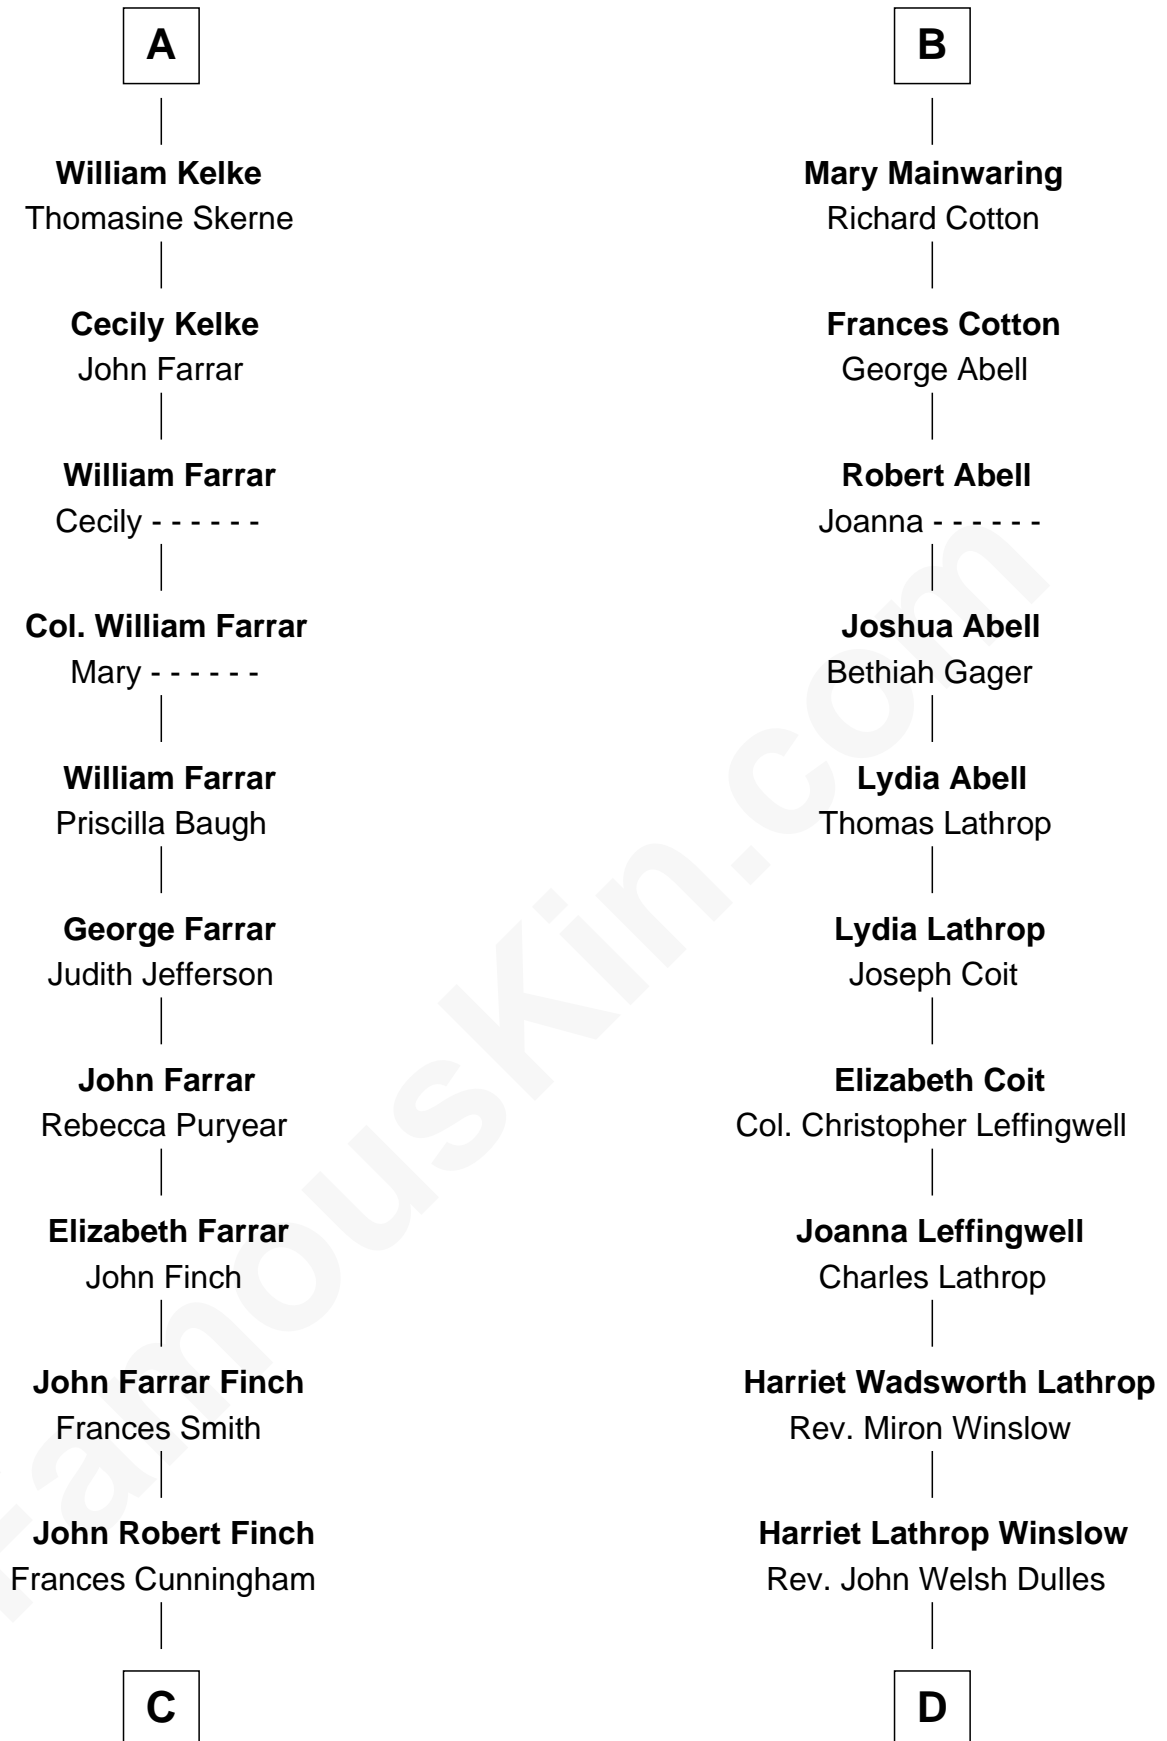 A
William Kelke
Thomasine Skerne
Cecily Kelke
John Farrar
William Farrar
Cecily - - - - - -
Col. William Farrar
Mary - - - - - -
William Farrar
Priscilla Baugh
George Farrar
Judith Jefferson
John Farrar
Rebecca Puryear
Elizabeth Farrar
John Finch
John Farrar Finch
Frances Smith
John Robert Finch
Frances Cunningham
C
B
Mary Mainwaring
Richard Cotton
Frances Cotton
George Abell
Robert Abell
Joanna - - - - - -
Joshua Abell
Bethiah Gager
Lydia Abell
Thomas Lathrop
Lydia Lathrop
Joseph Coit
Elizabeth Coit
Col. Christopher Leffingwell
Joanna Leffingwell
Charles Lathrop
Harriet Wadsworth Lathrop
Rev. Miron Winslow
Harriet Lathrop Winslow
Rev. John Welsh Dulles
D
FamousKin.com